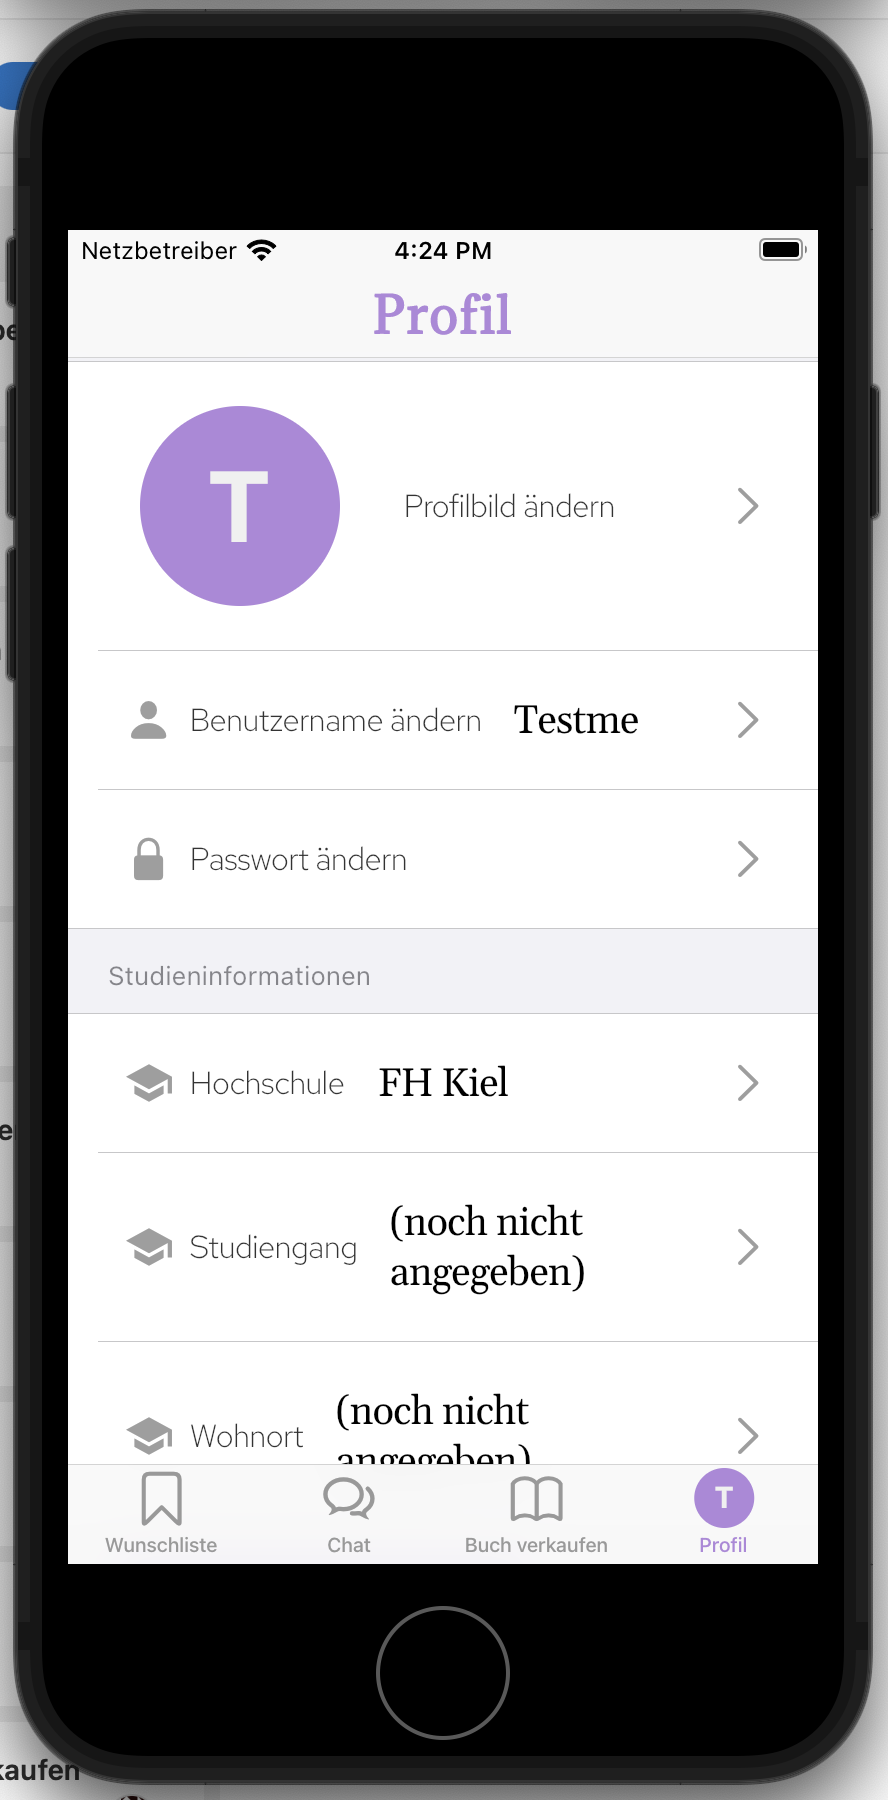 Netzbetreiber 4:24 PM
Profil
T
Profilbild ändern
Benutzername ändern Testme
Passwort ändern
Studieninformationen
Hochschule FH Kiel
Studiengang (noch nicht
angegeben)
Wohnort (noch nicht
angegeben)
T
Wunschliste Chat Buch verkaufen Profil
kaufen